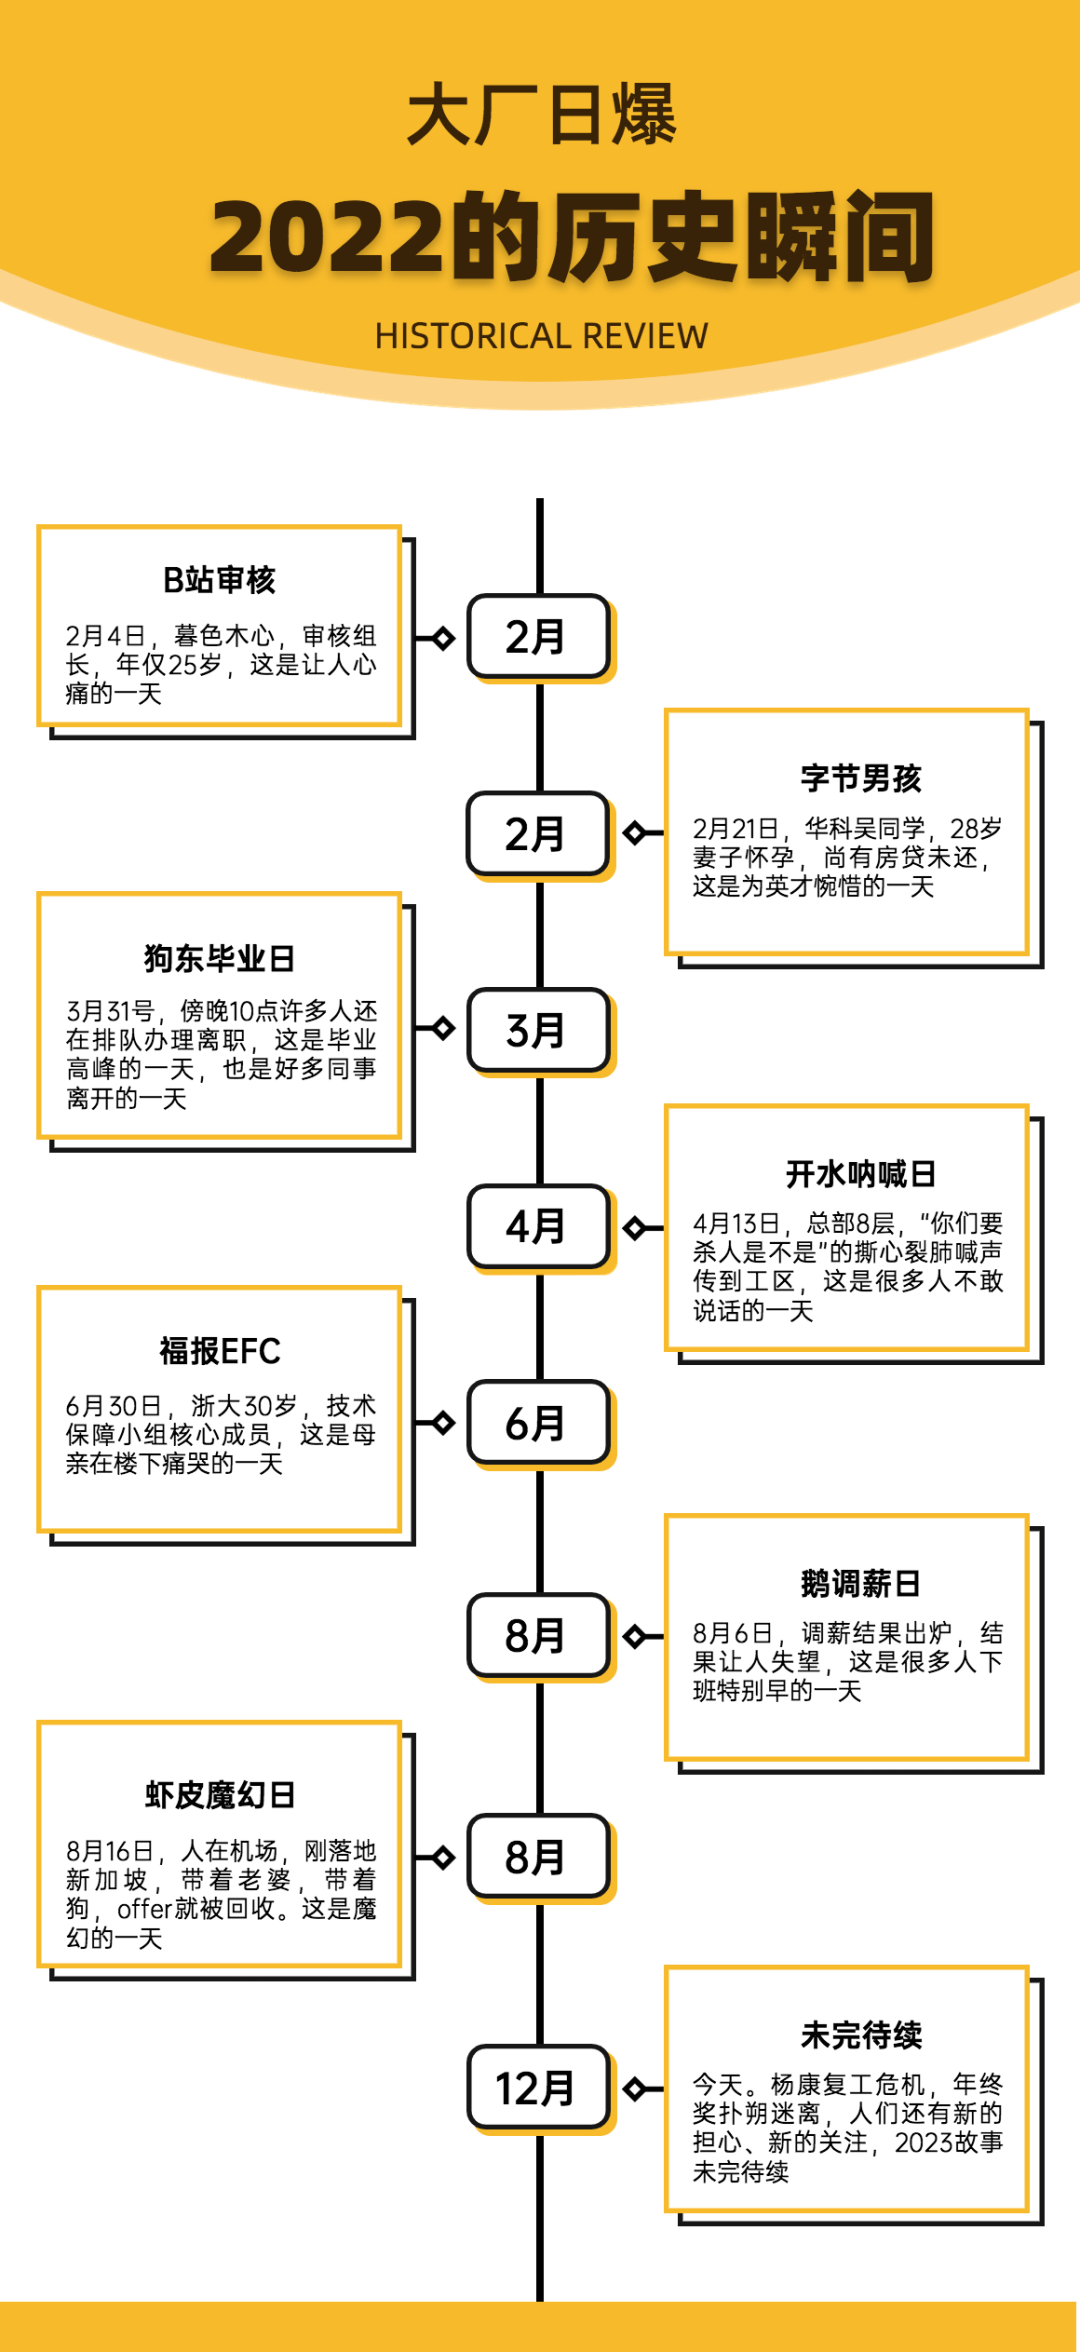 大厂日爆
2022的历史瞬间
HISTORICAL REVIEW
B站审核
2月4日，暮色木心，审核组
长，年仅25岁，这是让人心
痛的一天
2月
2月
字节男孩
2月21日，华科吴同学，28岁
妻子怀孕，尚有房贷未还，
这是为英才惋惜的一天
狗东毕业日
3月31号，傍晚10点许多人还
在排队办理离职，这是毕业
高峰的一天，也是好多同事
离开的一天
3月
4月
开水呐喊日
4月13日，总部8层，“你们要
杀人是不是”的撕心裂肺喊声
传到工区，这是很多人不敢
说话的一天
福报EFC
6月30日，浙大30岁，技术
保障小组核心成员，这是母
亲在楼下痛哭的一天
6月
8月
鹅调薪日
8月6日，调薪结果出炉，结
果让人失望，这是很多人下
班特别早的一天
虾皮魔幻日
8月16日，人在机场，刚落地
新加坡，带着老婆，带着
狗，offer就被回收。这是魔
幻的一天
8月
12月
未完待续
今天。杨康复工危机，年终
奖扑朔迷离，人们还有新的
担心、新的关注，2023故事
未完待续